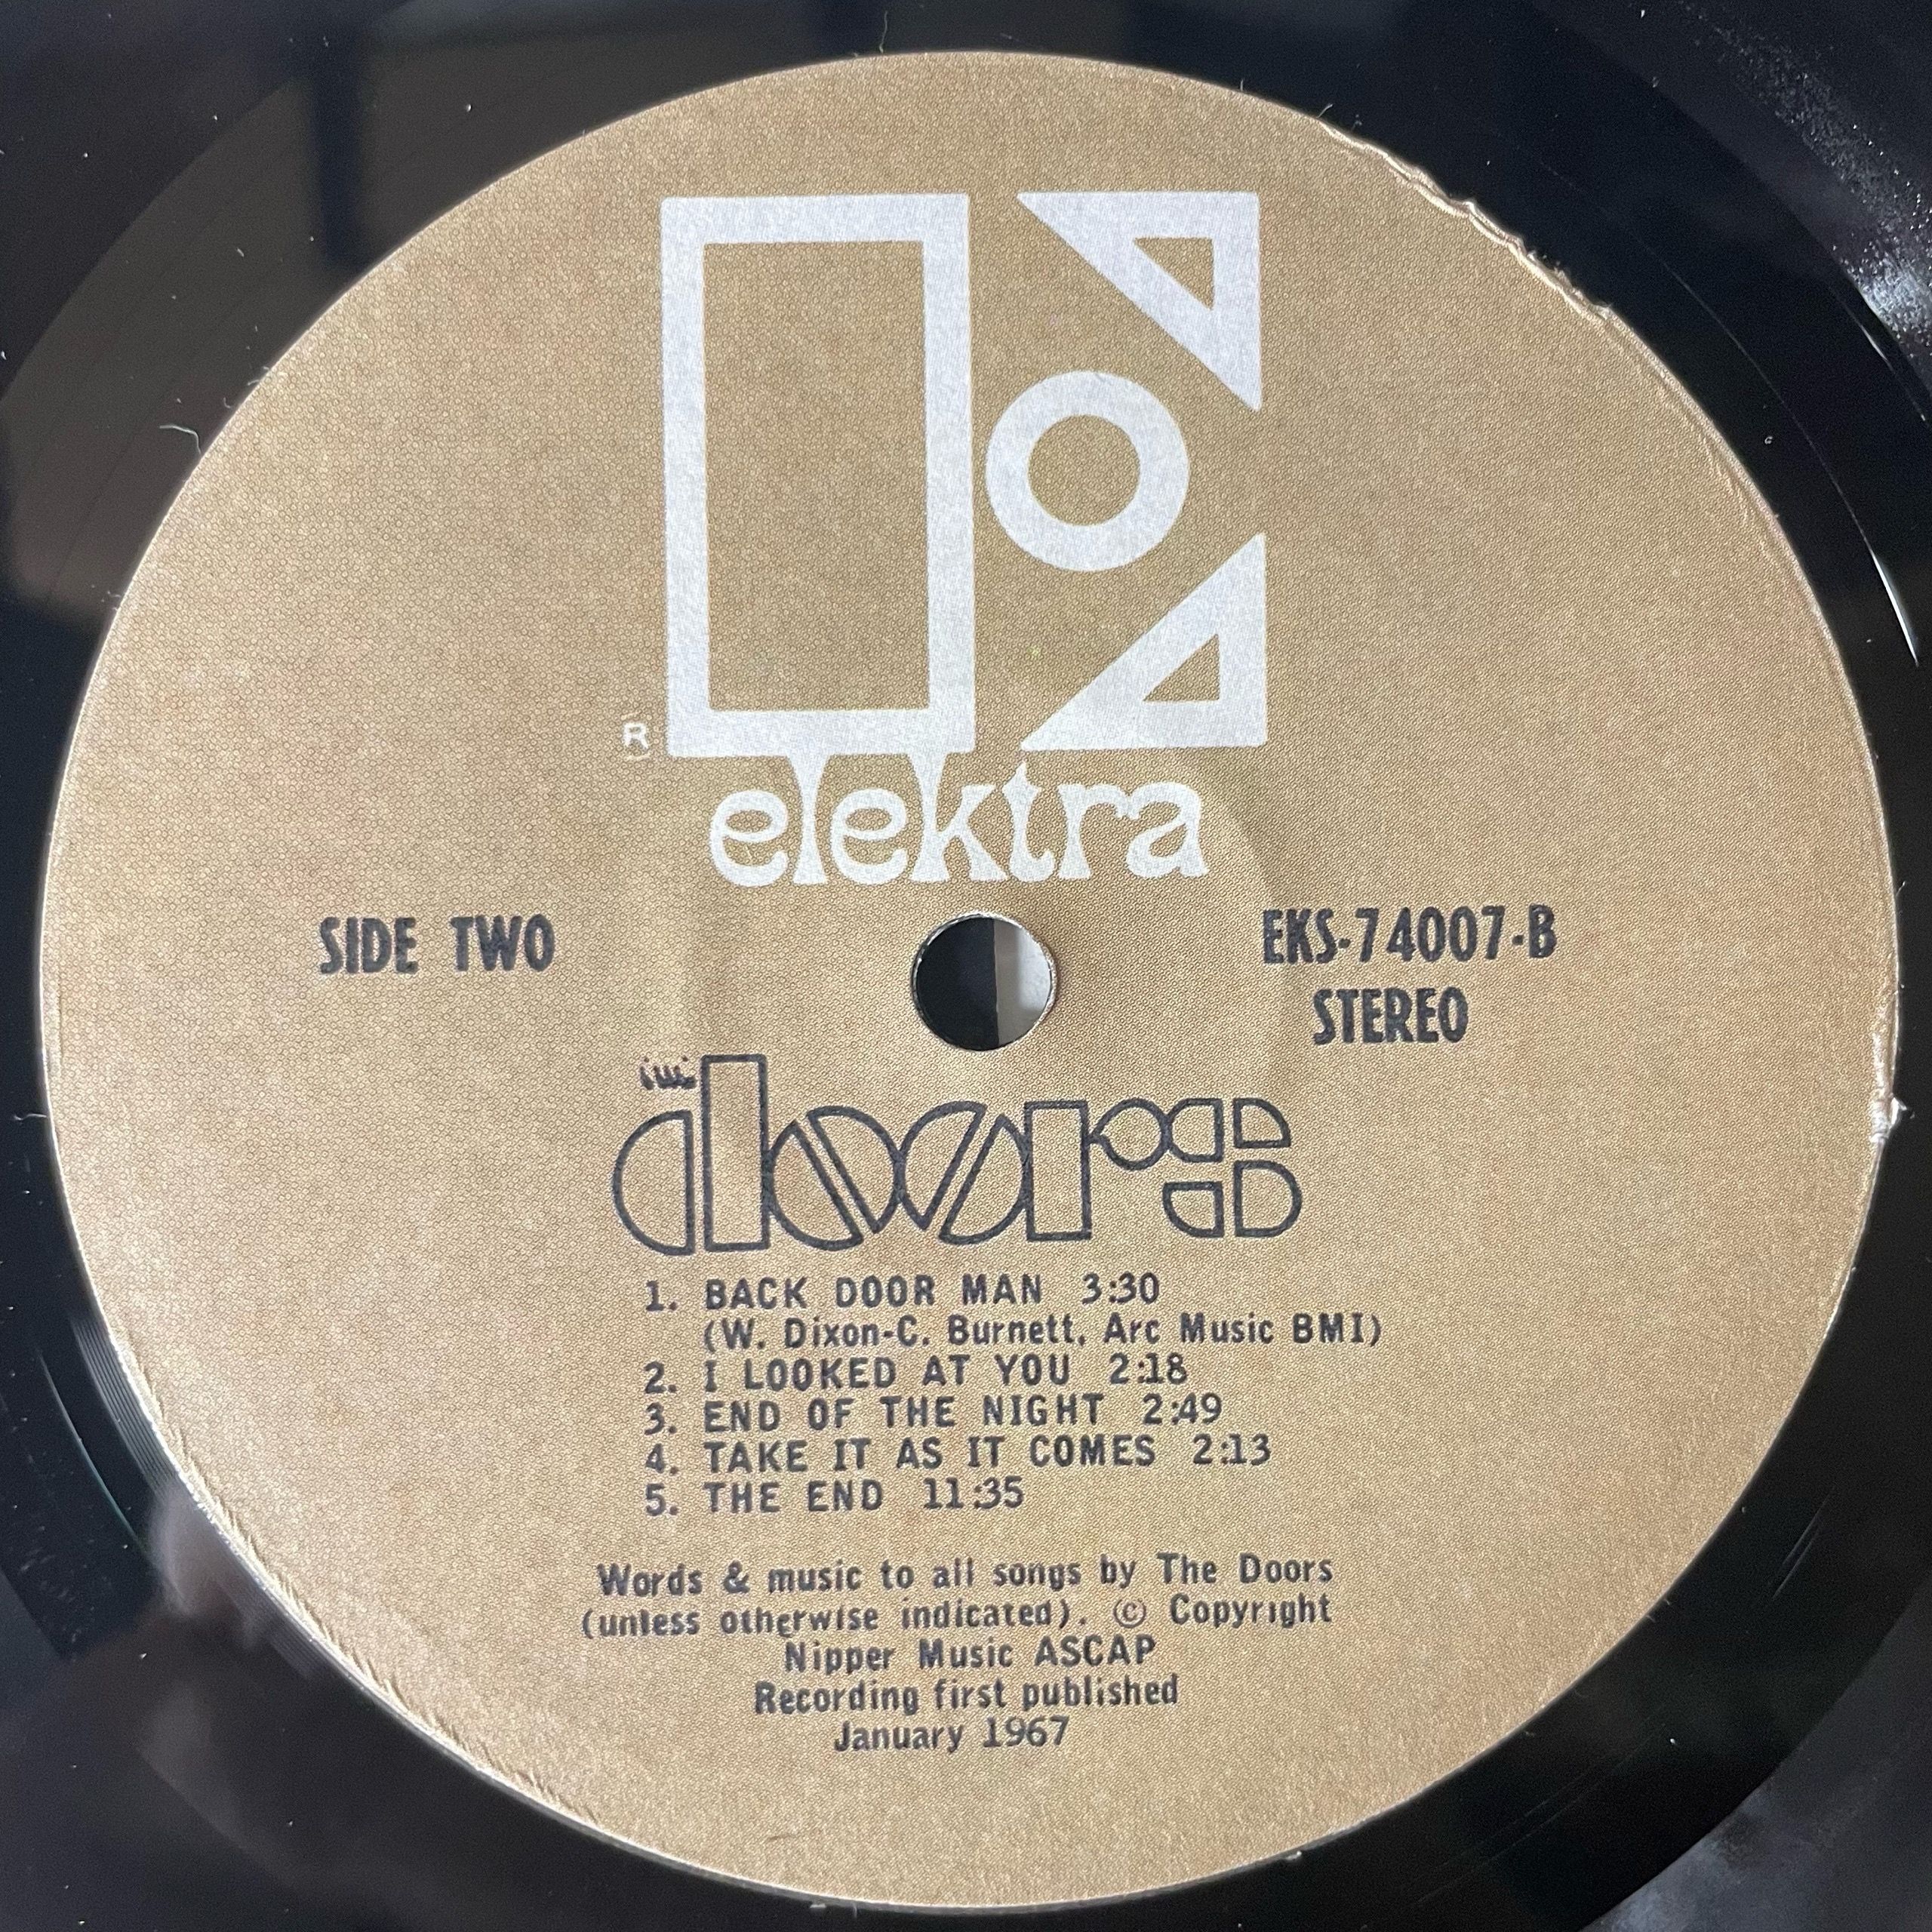 R
elektra
SIDE TWO
EKS-74007-B
STEREO
the doors
1. BACK DOOR MAN 3:30
(W. Dixon-C. Burnett, Arc Music BMI)
2. I LOOKED AT YOU 2:18
3. END OF THE NIGHT 2:49
4. TAKE IT AS IT COMES 2:13
5. THE END 11:35
Words & music to all songs by The Doors
(unless otherwise indicated). © Copyright
Nipper Music ASCAP
Recording first published
January 1967